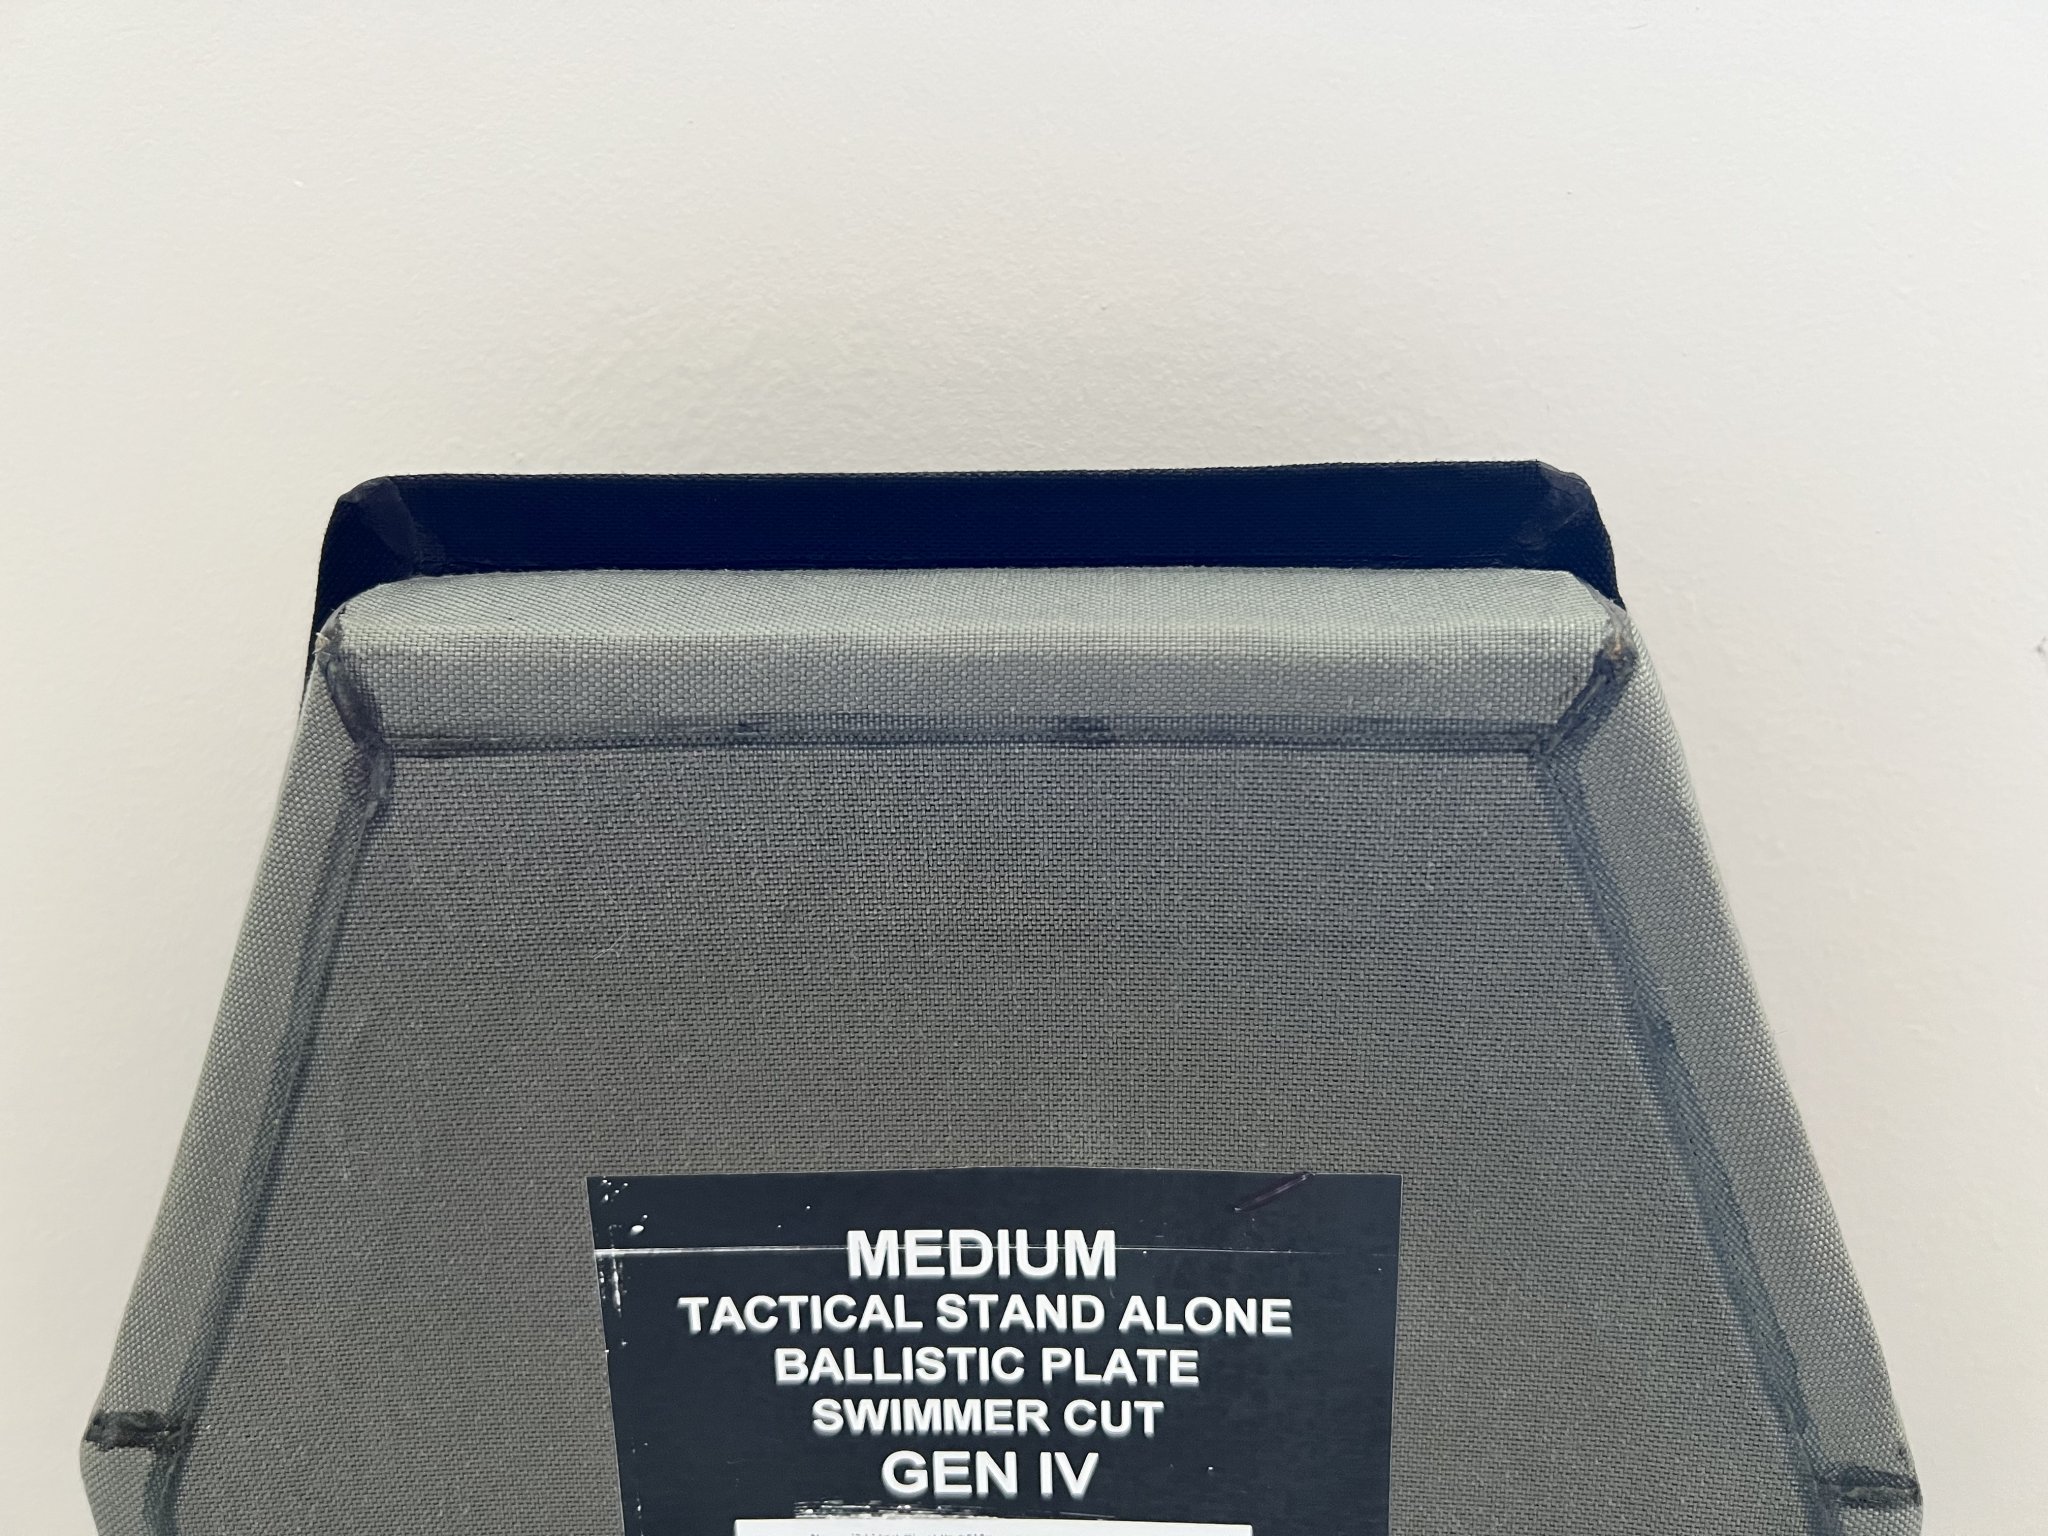 MEDIUM
TACTICAL STAND ALONE
BALLISTIC PLATE
SWIMMER CUT
GEN IV